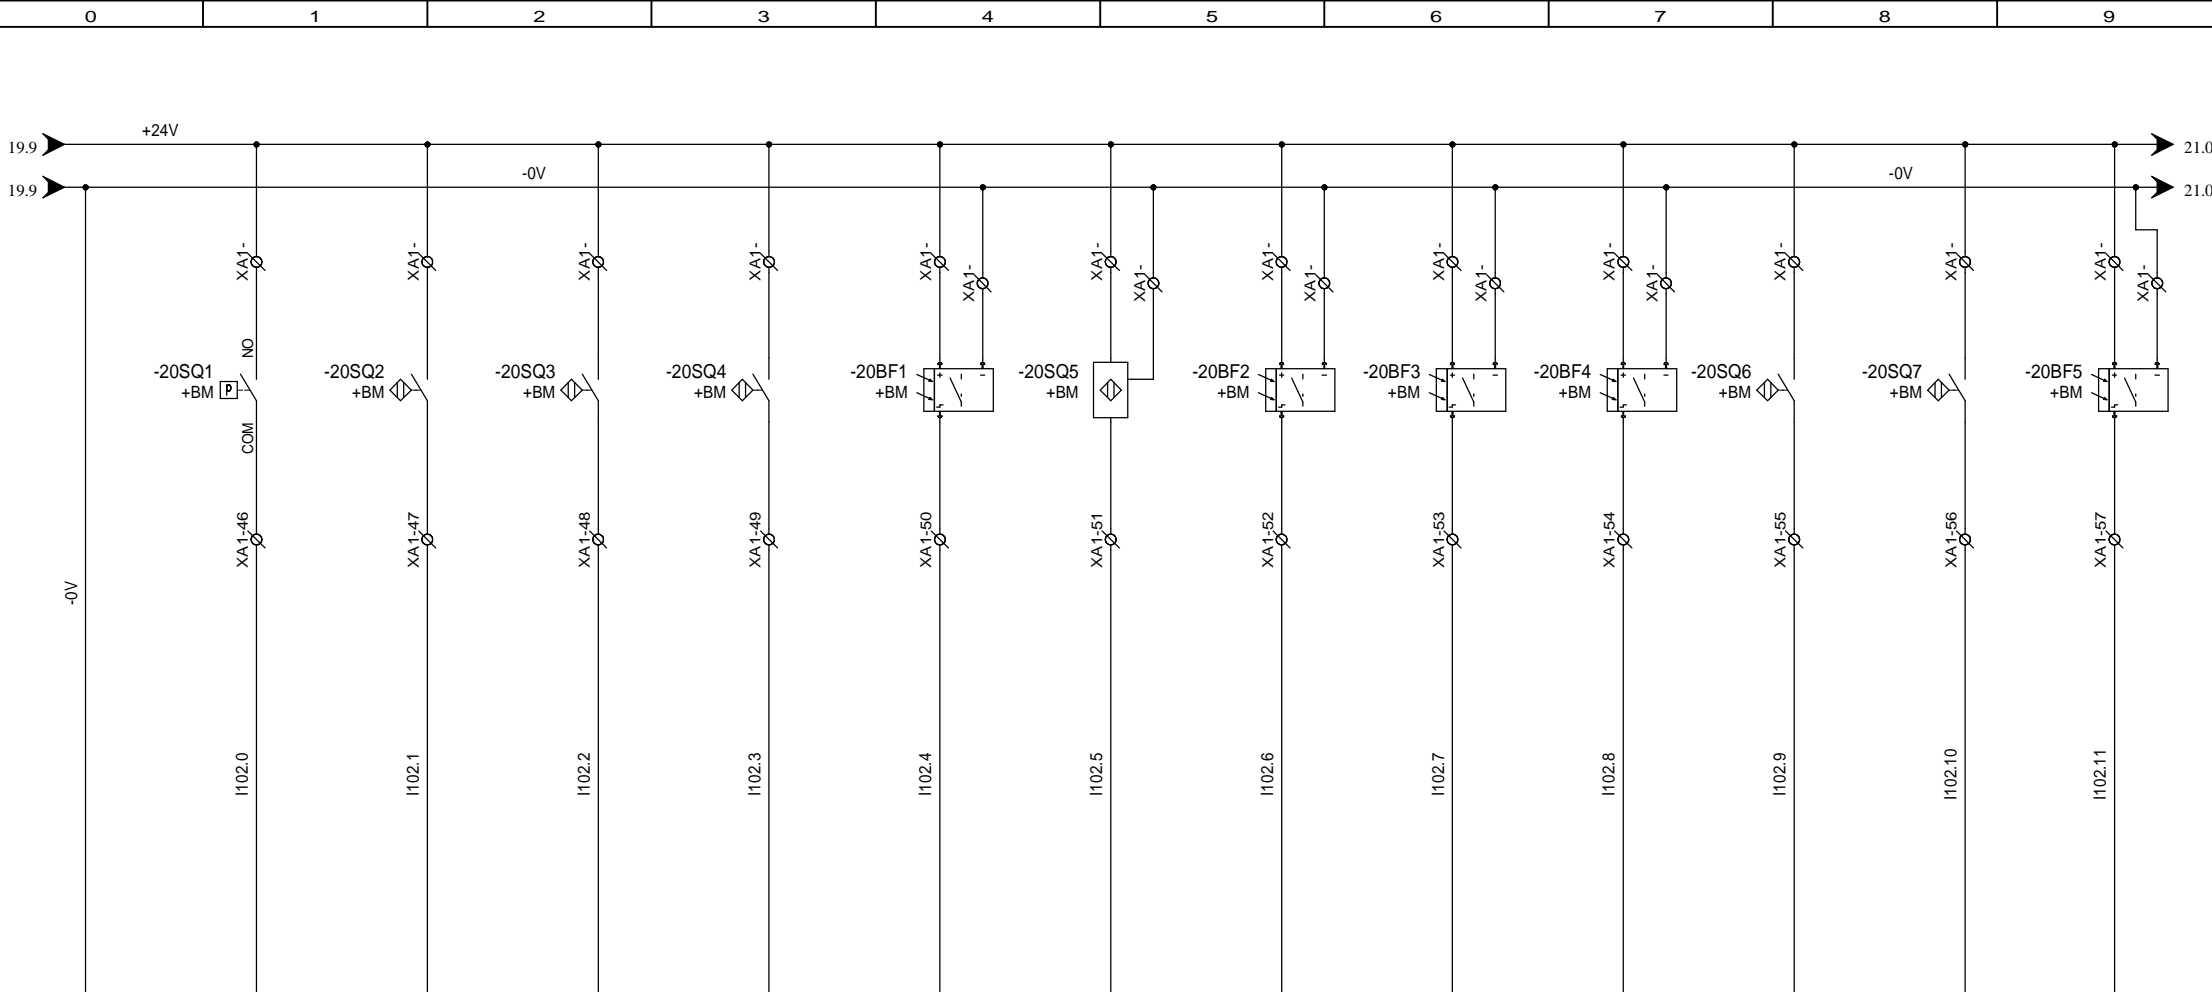 0 1 2 3 4 5 6 7 8 9
+24V
19.9 21.0
-0V -0V
19.9 21.0
XA1- XA1- XA1- XA1- XA1- XA1- XA1- XA1- XA1- XA1- XA1- XA1-
XA1- XA1- XA1- XA1- XA1- XA1-
NO
-20SQ1 -20SQ2 -20SQ3 -20SQ4 -20BF1 -20SQ5 -20BF2 -20BF3 -20BF4 -20SQ6 -20SQ7 -20BF5
+BM P +BM +BM +BM +BM +BM +BM +BM +BM +BM +BM +BM
COM
XA1-46 XA1-47 XA1-48 XA1-49 XA1-50 XA1-51 XA1-52 XA1-53 XA1-54 XA1-55 XA1-56 XA1-57
-0V
I102.0 I102.1 I102.2 I102.3 I102.4 I102.5 I102.6 I102.7 I102.8 I102.9 I102.10 I102.11